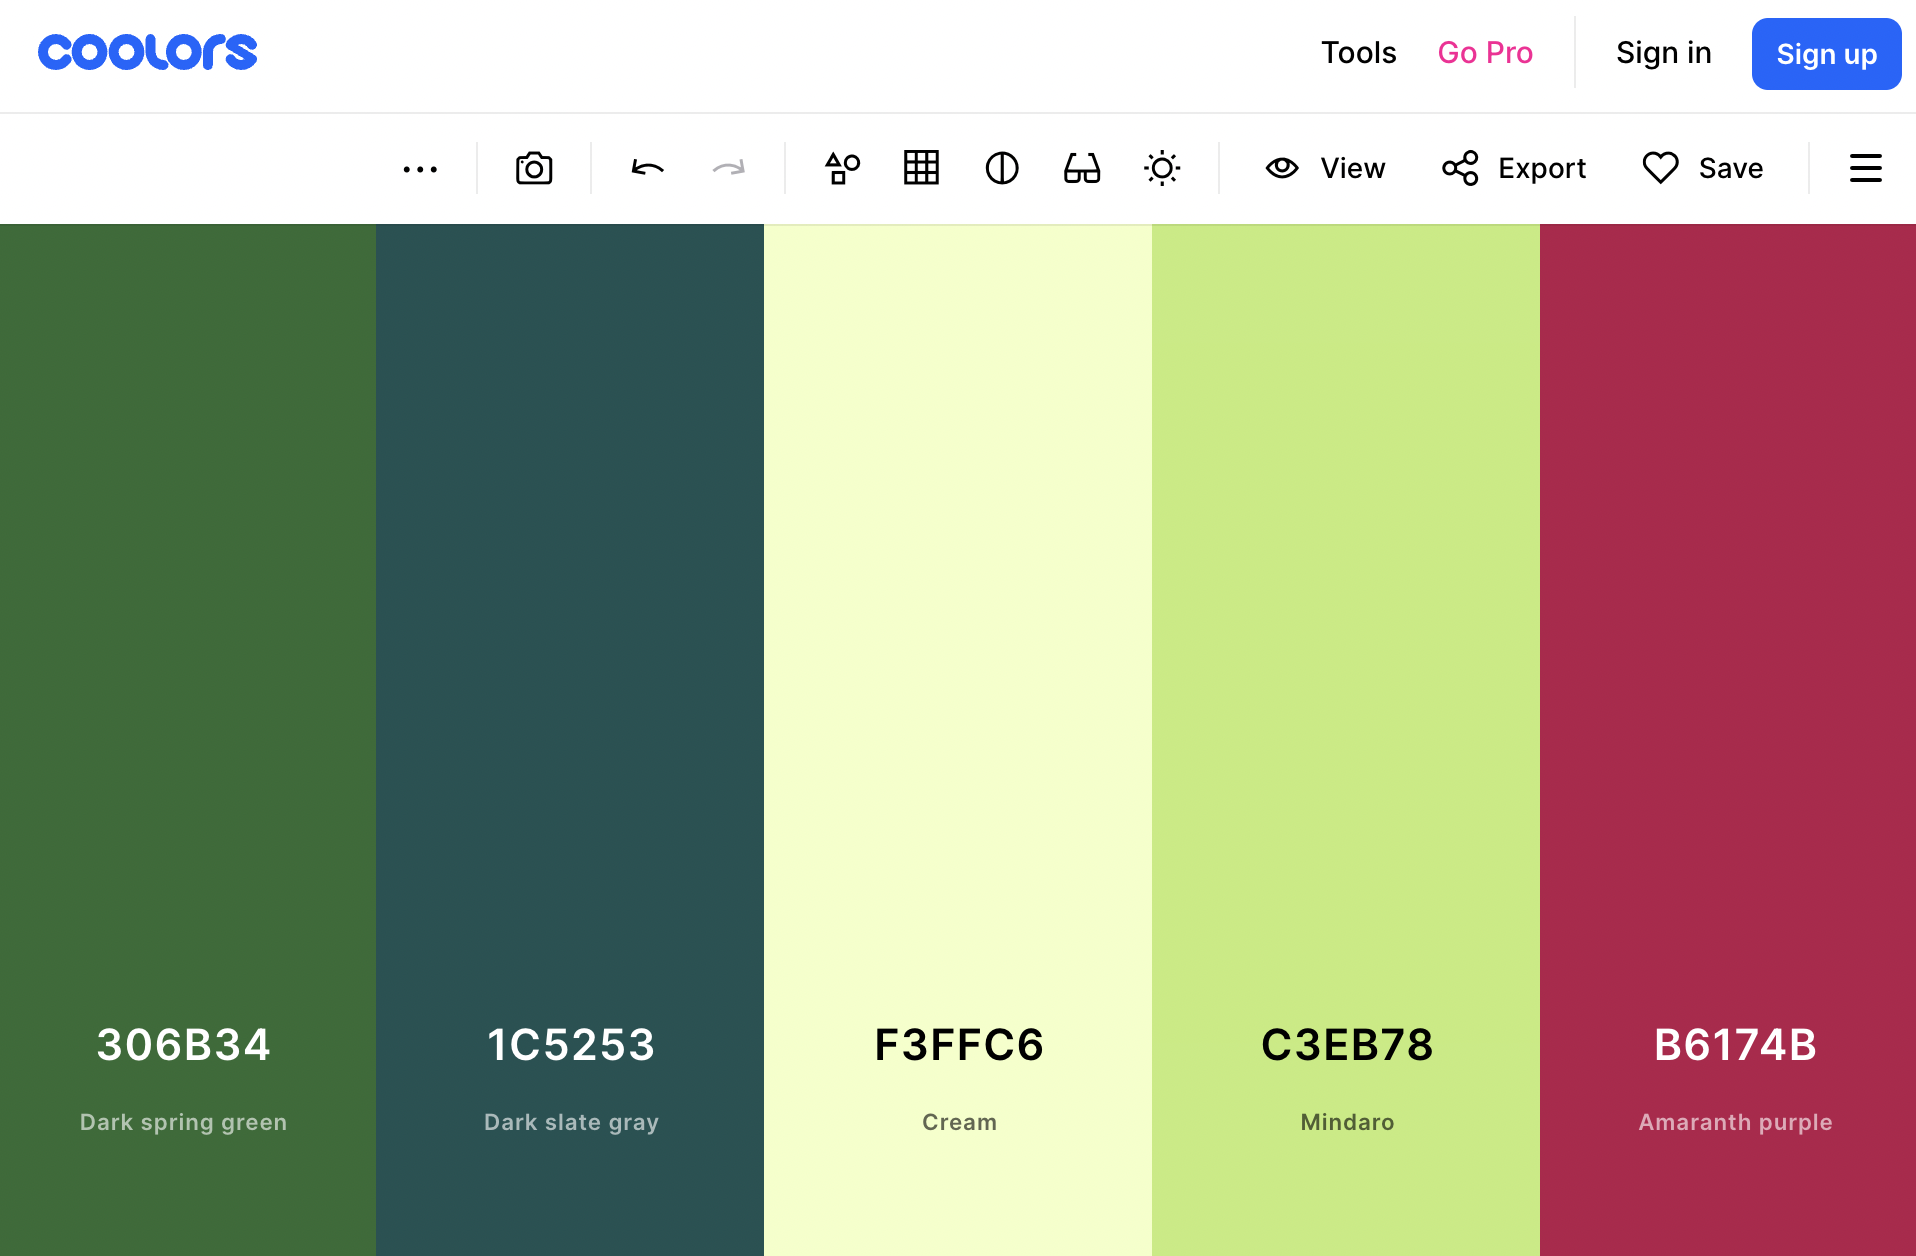 coolors
Tools Go Pro Sign in Sign up
View Export Save
306B34 1C5253 F3FFC6 C3EB78 B6174B
Dark spring green Dark slate gray Cream Mindaro Amaranth purple